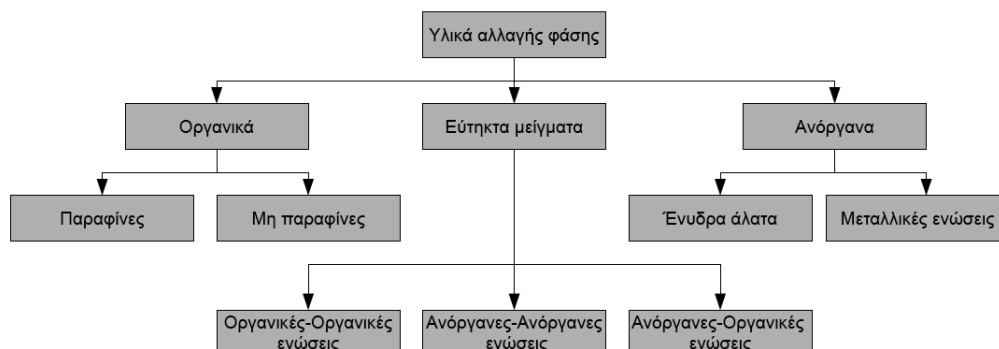 Υλικά αλλαγής φάσης
Οργανικά
Εύτηκτα μείγματα
Ανόργανα
Παραφίνες
Μη παραφίνες
Ένυδρα άλατα
Μεταλλικές ενώσεις
Οργανικές-Οργανικές
ενώσεις
Ανόργανες-Ανόργανες
ενώσεις
Ανόργανες-Οργανικές
ενώσεις